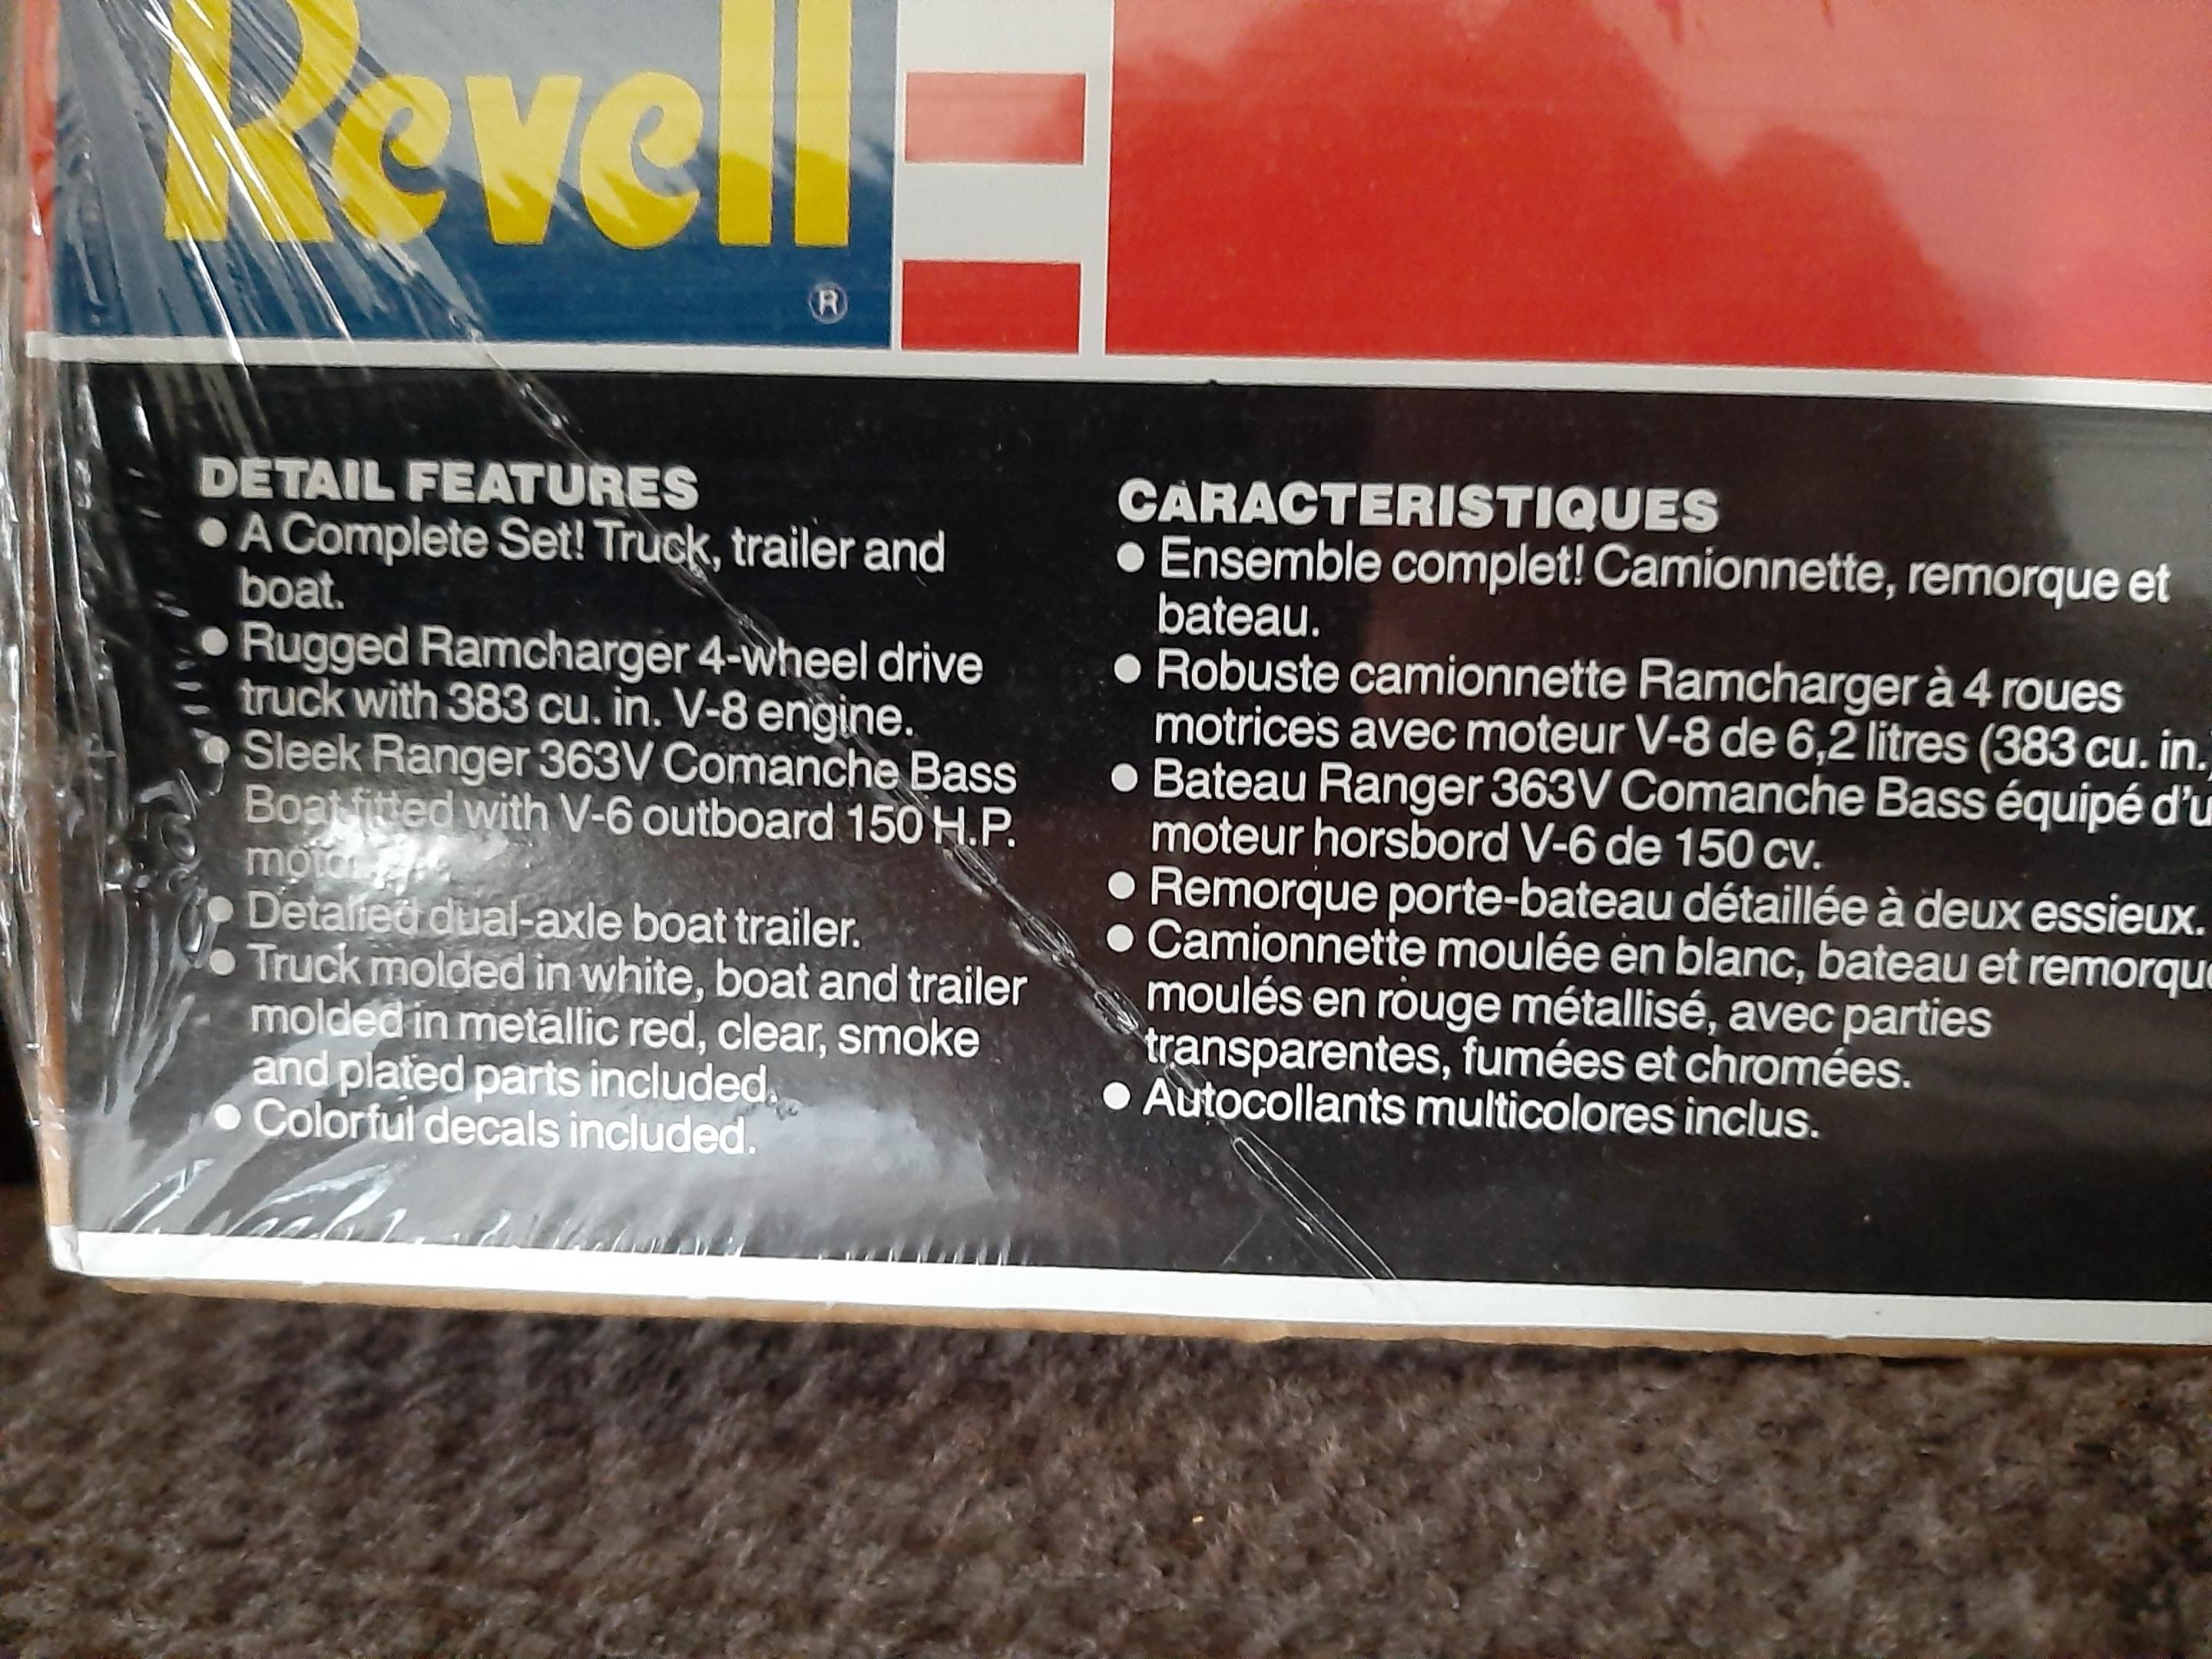 Revell
®
DETAIL FEATURES
● A Complete Set! Truck, trailer and
boat.
● Rugged Ramcharger 4-wheel drive
truck with 383 cu. in. V-8 engine.
● Sleek Ranger 363V Comanche Bass
Boat fitted with V-6 outboard 150 H.P.
● Detailed dual-axle boat trailer.
● Truck molded in white, boat and trailer
molded in metallic red, clear, smoke
and plated parts included.
● Colorful decals included.
CARACTERISTIQUES
● Ensemble complet! Camionnette, remorque et
bateau.
● Robuste camionnette Ramcharger à 4 roues
motrices avec moteur V-8 de 6,2 litres (383 cu. in.
● Bateau Ranger 363V Comanche Bass équipé d'u
moteur horsbord V-6 de 150 cv.
● Remorque porte-bateau détaillée à deux essieux.
● Camionnette moulée en blanc, bateau et remorqu
moulés en rouge métallisé, avec parties
transparentes, fumées et chromées.
● Autocollants multicolores inclus.